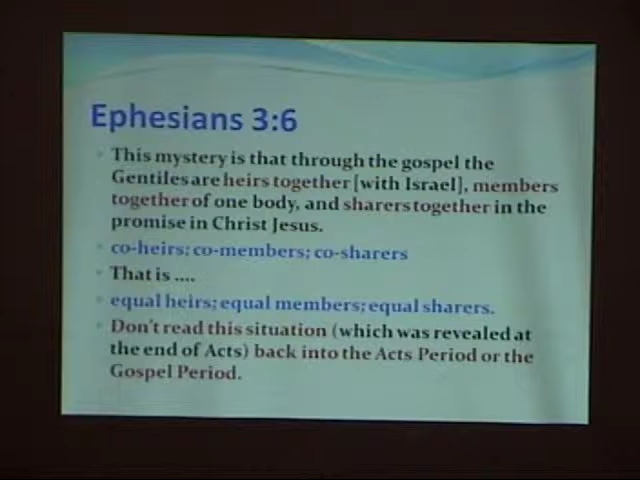 Ephesians 3:6
This mystery is that through the gospel the
Gentiles are heirs together [with Israel], members
together of one body, and sharers together in the
promise in Christ Jesus.
co-heirs; co-members; co-sharers
That is ....
equal heirs; equal members; equal sharers.
Don't read this situation (which was revealed at
the end of Acts) back into the Acts Period or the
Gospel Period.